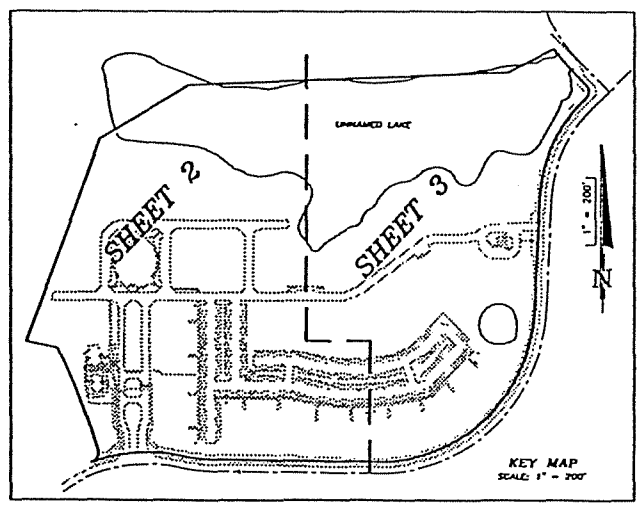 UNNAMED LAKE
SHEET 2
SHEET 3
1" = 200'
N
KEY MAP
SCALE: 1" = 200'